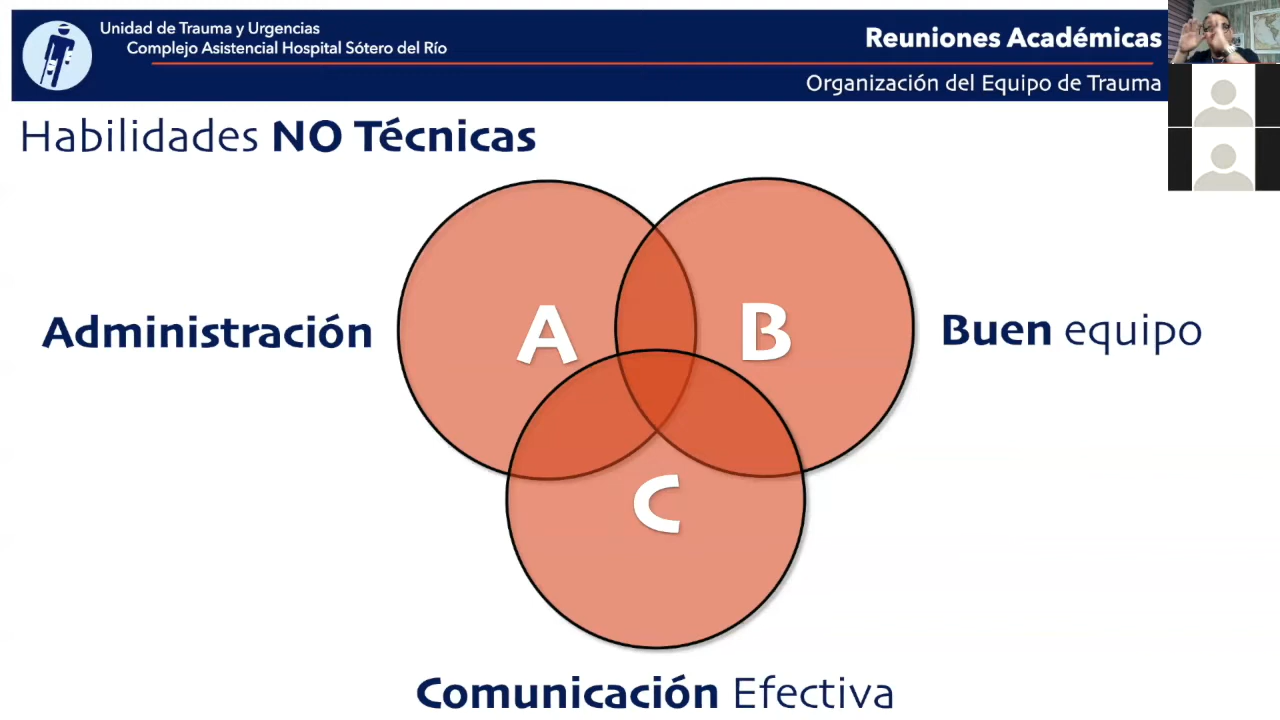 Unidad de Trauma y Urgencias
Complejo Asistencial Hospital Sótero del Río
Reuniones Académicas
Organización del Equipo de Trauma
Habilidades NO Técnicas
Administración
A
B
Buen equipo
C
Comunicación Efectiva